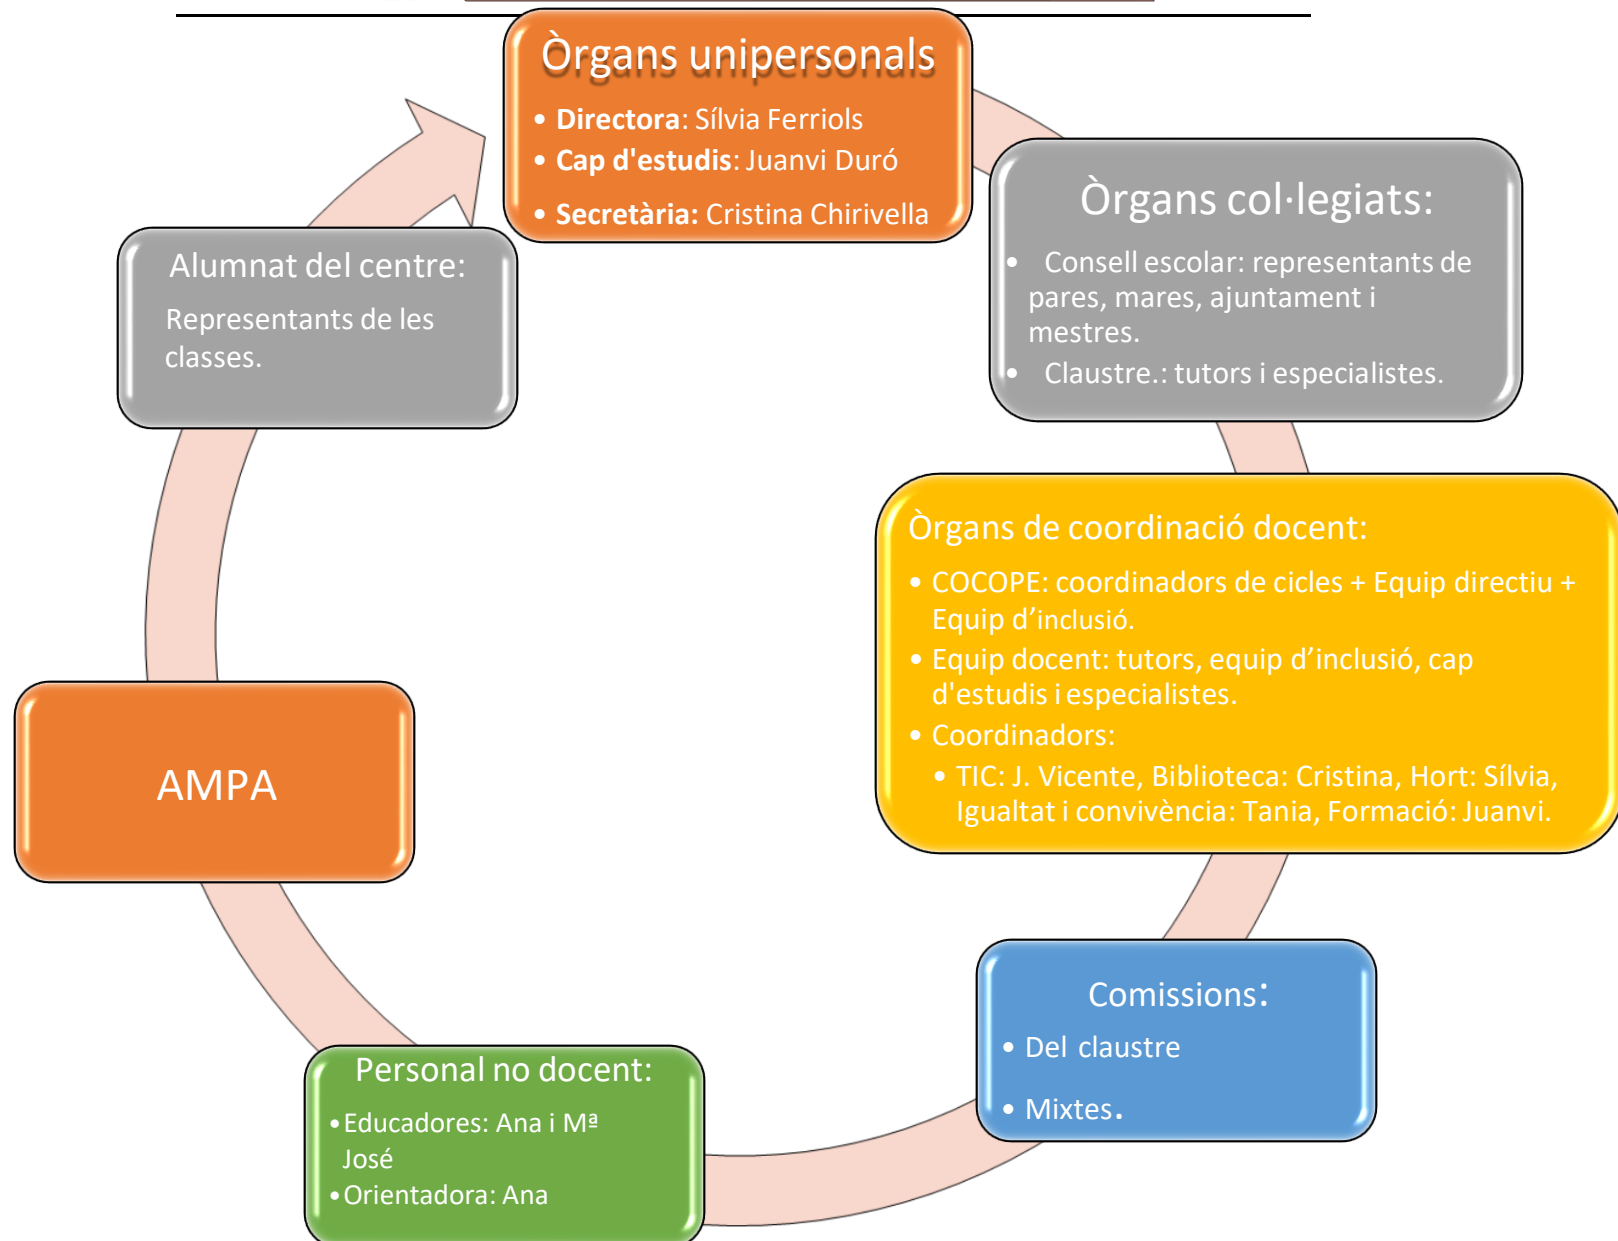 Òrgans unipersonals
• Directora: Sílvia Ferriols
• Cap d'estudis: Juanvi Duró
• Secretària: Cristina Chirivella
Òrgans col·legiats:
• Consell escolar: representants de
pares, mares, ajuntament i
mestres.
• Claustre.: tutors i especialistes.
Òrgans de coordinació docent:
• COCOPE: coordinadors de cicles + Equip directiu +
Equip d’inclusió.
• Equip docent: tutors, equip d’inclusió, cap
d'estudis i especialistes.
• Coordinadors:
• TIC: J. Vicente, Biblioteca: Cristina, Hort: Sílvia,
Igualtat i convivència: Tania, Formació: Juanvi.
Comissions:
• Del claustre
• Mixtes.
Personal no docent:
• Educadores: Ana i Mª
José
• Orientadora: Ana
AMPA
Alumnat del centre:
Representants de les
classes.